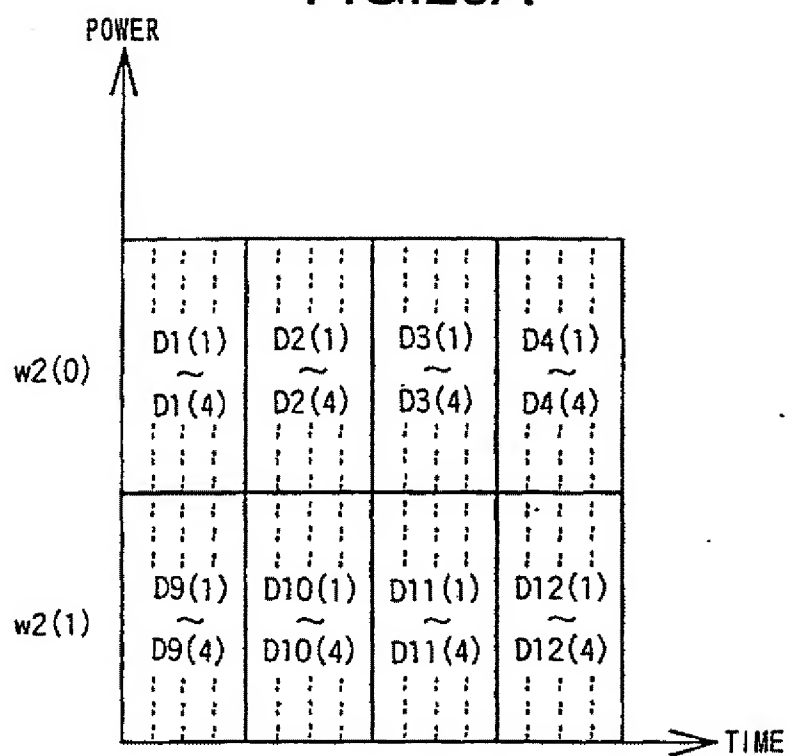 POWER
D1(1) D2(1) D3(1) D4(1)
w2(0) ~ ~ ~ ~
D1(4) D2(4) D3(4) D4(4)
D9(1) D10(1) D11(1) D12(1)
w2(1) ~ ~ ~ ~
D9(4) D10(4) D11(4) D12(4)
TIME